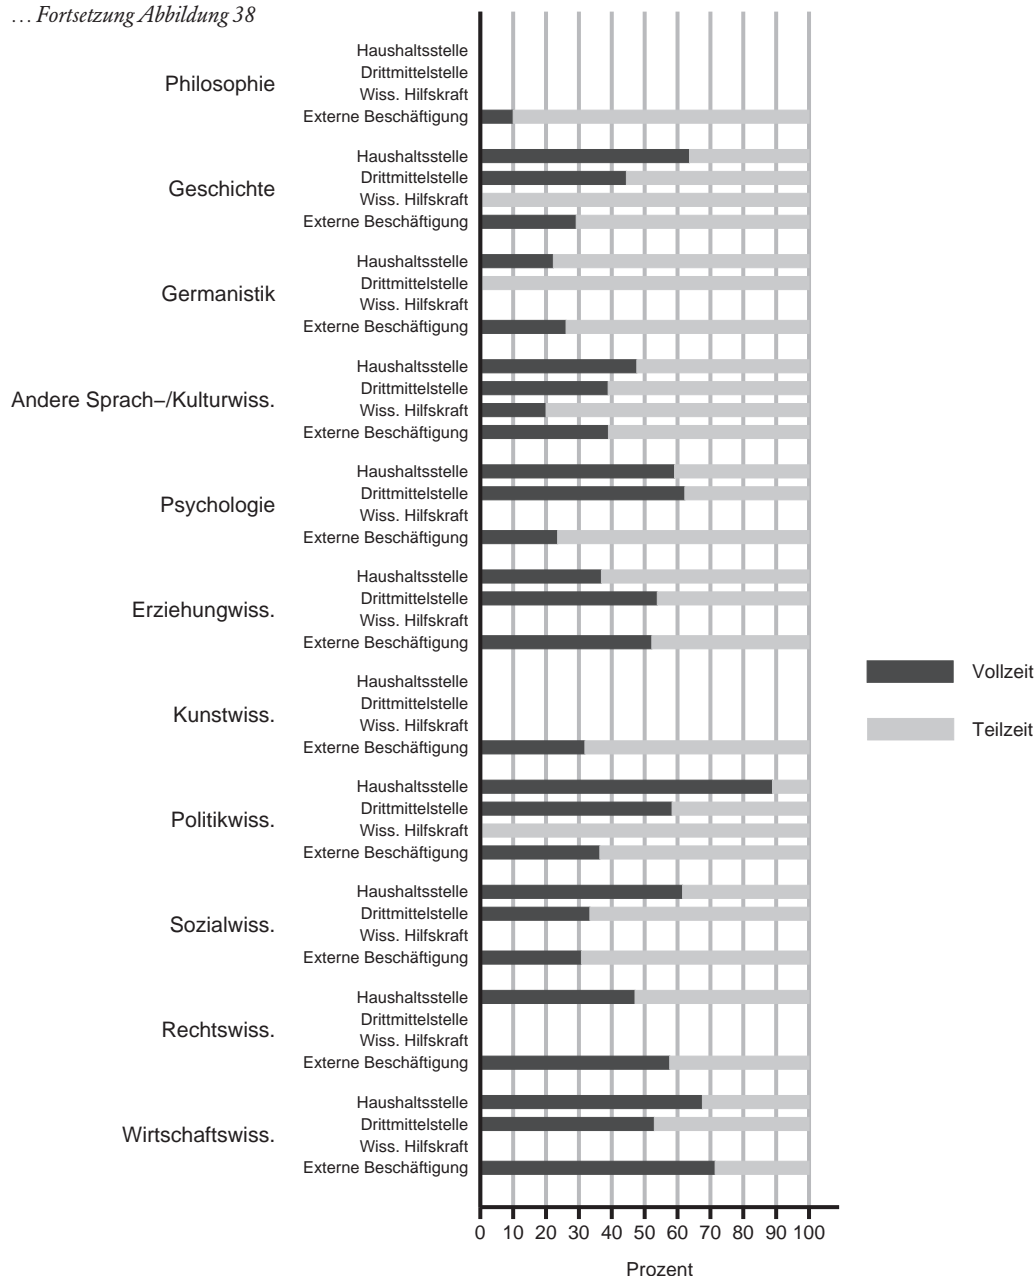 … Fortsetzung Abbildung 38
Philosophie
Haushaltsstelle
Drittmittelstelle
Wiss. Hilfskraft
Externe Beschäftigung
Geschichte
Haushaltsstelle
Drittmittelstelle
Wiss. Hilfskraft
Externe Beschäftigung
Germanistik
Haushaltsstelle
Drittmittelstelle
Wiss. Hilfskraft
Externe Beschäftigung
Andere Sprach–/Kulturwiss.
Haushaltsstelle
Drittmittelstelle
Wiss. Hilfskraft
Externe Beschäftigung
Psychologie
Haushaltsstelle
Drittmittelstelle
Wiss. Hilfskraft
Externe Beschäftigung
Erziehungwiss.
Haushaltsstelle
Drittmittelstelle
Wiss. Hilfskraft
Externe Beschäftigung
Kunstwiss.
Haushaltsstelle
Drittmittelstelle
Wiss. Hilfskraft
Externe Beschäftigung
Politikwiss.
Haushaltsstelle
Drittmittelstelle
Wiss. Hilfskraft
Externe Beschäftigung
Sozialwiss.
Haushaltsstelle
Drittmittelstelle
Wiss. Hilfskraft
Externe Beschäftigung
Rechtswiss.
Haushaltsstelle
Drittmittelstelle
Wiss. Hilfskraft
Externe Beschäftigung
Wirtschaftswiss.
Haushaltsstelle
Drittmittelstelle
Wiss. Hilfskraft
Externe Beschäftigung
0 10 20 30 40 50 60 70 80 90 100
Prozent
Vollzeit
Teilzeit